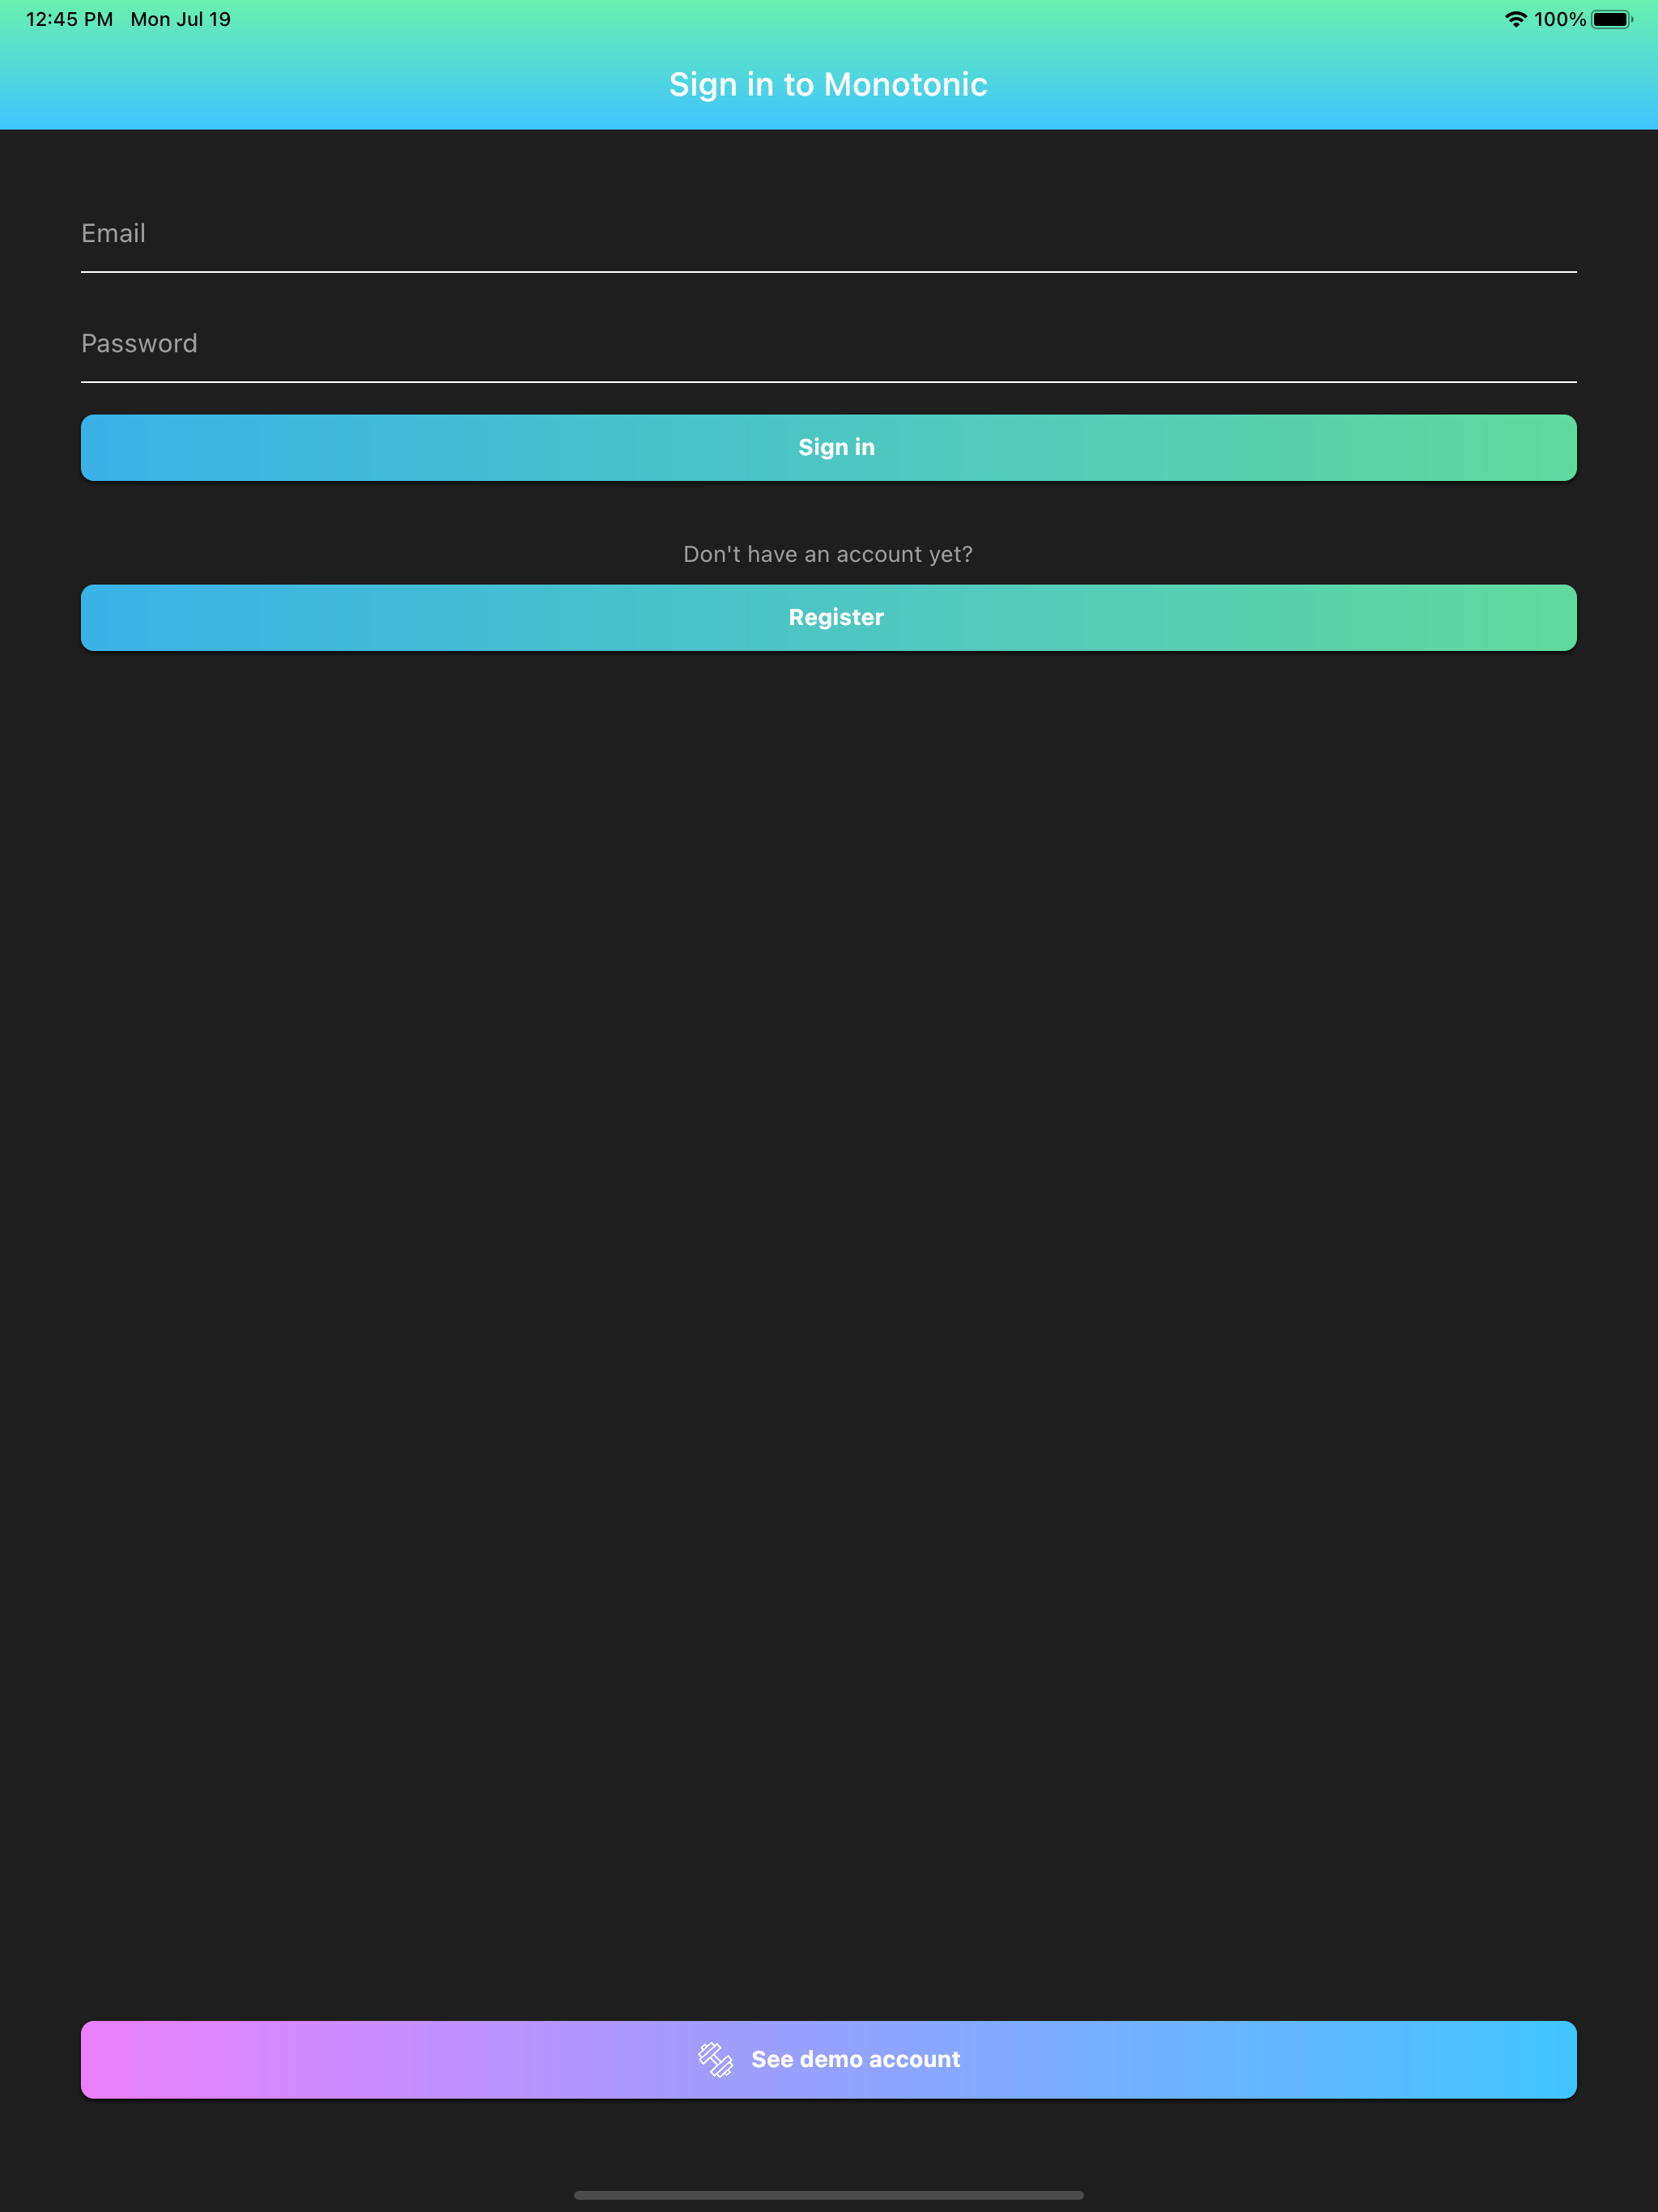 12:45 PM Mon Jul 19 100%
Sign in to Monotonic
Email
Password
Sign in
Don't have an account yet?
Register
See demo account